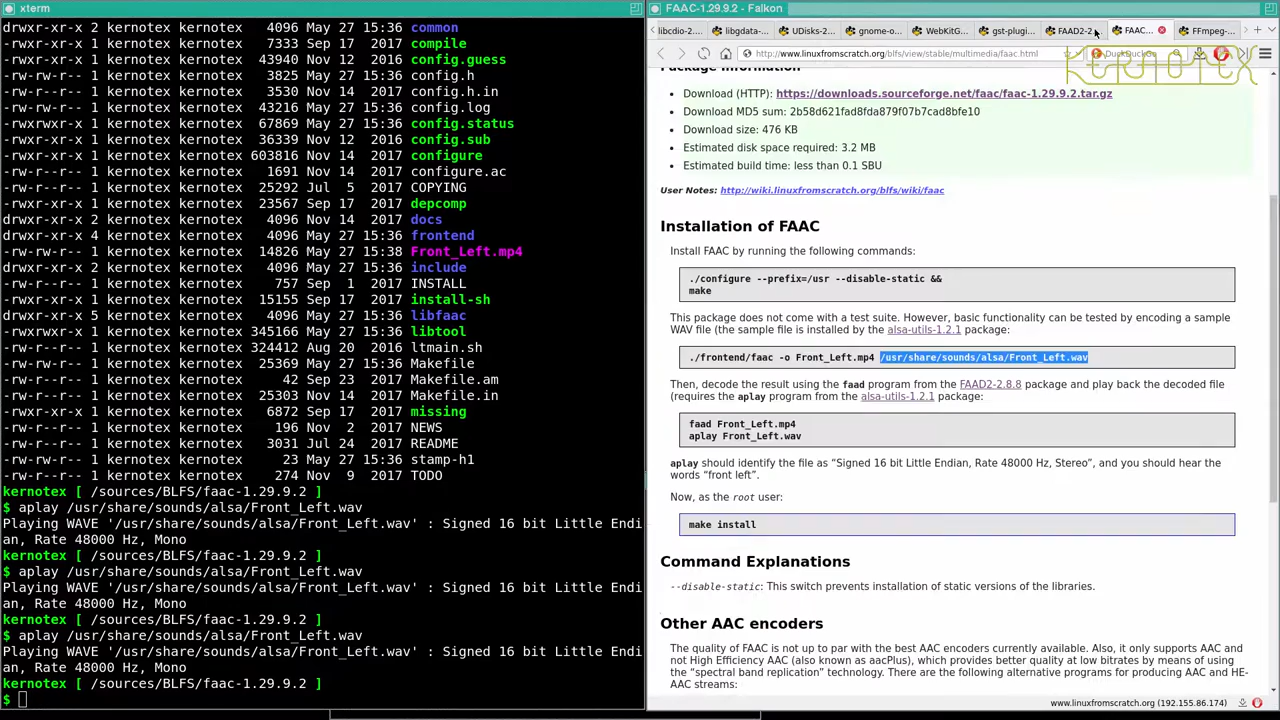 xterm
drwxr-xr-x 2 kernotex kernotex   4096 May 27 15:36 common
-rwxr-xr-x 1 kernotex kernotex   7333 Sep 17  2017 compile
-rwxr-xr-x 1 kernotex kernotex  43940 Nov 12  2016 config.guess
-rw-rw-r-- 1 kernotex kernotex   3825 May 27 15:36 config.h
-rw-r--r-- 1 kernotex kernotex   3530 Nov 14  2017 config.h.in
-rw-rw-r-- 1 kernotex kernotex  43216 May 27 15:36 config.log
-rwxrwxr-x 1 kernotex kernotex  67869 May 27 15:36 config.status
-rwxr-xr-x 1 kernotex kernotex  36339 Nov 12  2016 config.sub
-rwxr-xr-x 1 kernotex kernotex 603816 Nov 14  2017 configure
-rw-r--r-- 1 kernotex kernotex   1691 Nov 14  2017 configure.ac
-rw-r--r-- 1 kernotex kernotex  25292 Jul  5  2017 COPYING
-rwxr-xr-x 1 kernotex kernotex  23567 Sep 17  2017 depcomp
drwxr-xr-x 2 kernotex kernotex   4096 Nov 14  2017 docs
drwxr-xr-x 4 kernotex kernotex   4096 May 27 15:36 frontend
-rw-rw-r-- 1 kernotex kernotex  14826 May 27 15:38 Front_Left.mp4
drwxr-xr-x 2 kernotex kernotex   4096 May 27 15:36 include
-rw-r--r-- 1 kernotex kernotex    757 Sep  1  2017 INSTALL
-rwxr-xr-x 1 kernotex kernotex  15155 Sep 17  2017 install-sh
drwxr-xr-x 5 kernotex kernotex   4096 May 27 15:36 libfaac
-rwxrwxr-x 1 kernotex kernotex 345166 May 27 15:36 libtool
-rw-r--r-- 1 kernotex kernotex 324412 Aug 20  2016 ltmain.sh
-rw-rw-r-- 1 kernotex kernotex  25369 May 27 15:36 Makefile
-rw-r--r-- 1 kernotex kernotex     42 Sep 23  2017 Makefile.am
-rw-r--r-- 1 kernotex kernotex  25303 Nov 14  2017 Makefile.in
-rwxr-xr-x 1 kernotex kernotex   6872 Sep 17  2017 missing
-rw-r--r-- 1 kernotex kernotex    196 Nov  2  2017 NEWS
-rw-r--r-- 1 kernotex kernotex   3031 Jul 24  2017 README
-rw-rw-r-- 1 kernotex kernotex     23 May 27 15:36 stamp-h1
-rw-r--r-- 1 kernotex kernotex    274 Nov  9  2017 TODO
kernotex [ /sources/BLFS/faac-1.29.9.2 ]
$ aplay /usr/share/sounds/alsa/Front_Left.wav
Playing WAVE '/usr/share/sounds/alsa/Front_Left.wav' : Signed 16 bit Little Endi
an, Rate 48000 Hz, Mono
kernotex [ /sources/BLFS/faac-1.29.9.2 ]
$ aplay /usr/share/sounds/alsa/Front_Left.wav
Playing WAVE '/usr/share/sounds/alsa/Front_Left.wav' : Signed 16 bit Little Endi
an, Rate 48000 Hz, Mono
kernotex [ /sources/BLFS/faac-1.29.9.2 ]
$ aplay /usr/share/sounds/alsa/Front_Left.wav
Playing WAVE '/usr/share/sounds/alsa/Front_Left.wav' : Signed 16 bit Little Endi
an, Rate 48000 Hz, Mono
kernotex [ /sources/BLFS/faac-1.29.9.2 ]
$
FAAC-1.29.9.2 - Falkon
libcdio-2... libgdata-... UDisks-2... gnome-o... WebKitG... gst-plugi... FAAD2-2... FAAC... FFmpeg-...
http://www.linuxfromscratch.org/blfs/view/stable/multimedia/faac.html DuckDuckGo
KERNOTEX
Package Information
• Download (HTTP): https://downloads.sourceforge.net/faac/faac-1.29.9.2.tar.gz
• Download MD5 sum: 2b58d621fad8fda879f07b7cad8bfe10
• Download size: 476 KB
• Estimated disk space required: 3.2 MB
• Estimated build time: less than 0.1 SBU
User Notes: http://wiki.linuxfromscratch.org/blfs/wiki/faac
Installation of FAAC
Install FAAC by running the following commands:
./configure --prefix=/usr --disable-static &&
make
This package does not come with a test suite. However, basic functionality can be tested by encoding a sample
WAV file (the sample file is installed by the alsa-utils-1.2.1 package:
./frontend/faac -o Front_Left.mp4 /usr/share/sounds/alsa/Front_Left.wav
Then, decode the result using the faad program from the FAAD2-2.8.8 package and play back the decoded file
(requires the aplay program from the alsa-utils-1.2.1 package:
faad Front_Left.mp4
aplay Front_Left.wav
aplay should identify the file as “Signed 16 bit Little Endian, Rate 48000 Hz, Stereo”, and you should hear the
words “front left”.
Now, as the root user:
make install
Command Explanations
--disable-static: This switch prevents installation of static versions of the libraries.
Other AAC encoders
The quality of FAAC is not up to par with the best AAC encoders currently available. Also, it only supports AAC and
not High Efficiency AAC (also known as aacPlus), which provides better quality at low bitrates by means of using
the “spectral band replication” technology. There are the following alternative programs for producing AAC and HE-
AAC streams:
www.linuxfromscratch.org (192.155.86.174)